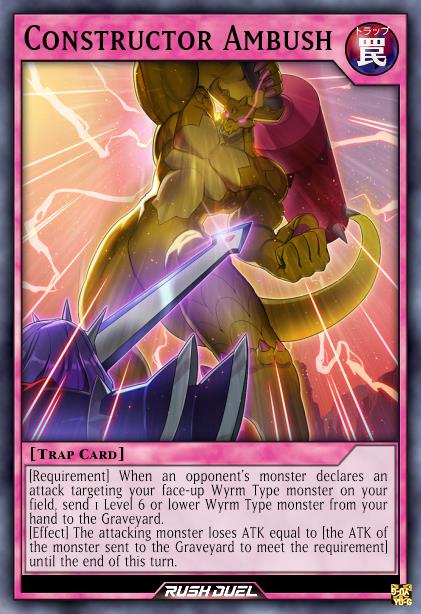 Constructor Ambush
トラップ
罠
[Trap Card]
[Requirement] When an opponent's monster declares an
attack targeting your face-up Wyrm Type monster on your
field, send 1 Level 6 or lower Wyrm Type monster from your
hand to the Graveyard.
[Effect] The attacking monster loses ATK equal to [the ATK of
the monster sent to the Graveyard to meet the requirement]
until the end of this turn.
RUSH DUEL